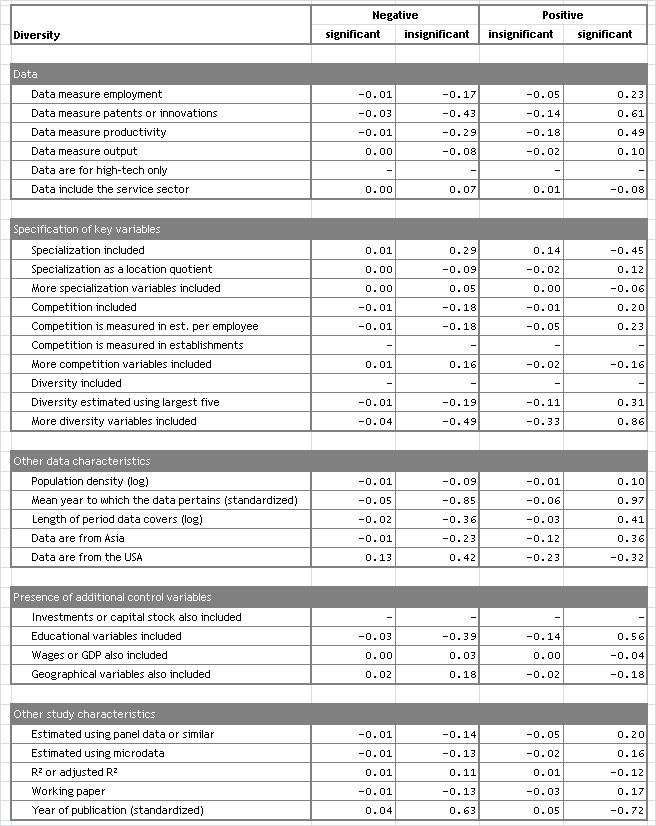 Negative Positive
Diversity significant insignificant insignificant significant
Data
Data measure employment -0.01 -0.17 -0.05 0.23
Data measure patents or innovations -0.03 -0.43 -0.14 0.61
Data measure productivity -0.01 -0.29 -0.18 0.49
Data measure output 0.00 -0.08 -0.02 0.10
Data are for high-tech only - - - -
Data include the service sector 0.00 0.07 0.01 -0.08
Specification of key variables
Specialization included 0.01 0.29 0.14 -0.45
Specialization as a location quotient 0.00 -0.09 -0.02 0.12
More specialization variables included 0.00 0.05 0.00 -0.06
Competition included -0.01 -0.18 -0.01 0.20
Competition is measured in est. per employee -0.01 -0.18 -0.05 0.23
Competition is measured in establishments - - - -
More competition variables included 0.01 0.16 -0.02 -0.16
Diversity included - - - -
Diversity estimated using largest five -0.01 -0.19 -0.11 0.31
More diversity variables included -0.04 -0.49 -0.33 0.86
Other data characteristics
Population density (log) -0.01 -0.09 -0.01 0.10
Mean year to which the data pertains (standardized) -0.05 -0.85 -0.06 0.97
Length of period data covers (log) -0.02 -0.36 -0.03 0.41
Data are from Asia -0.01 -0.23 -0.12 0.36
Data are from the USA 0.13 0.42 -0.23 -0.32
Presence of additional control variables
Investments or capital stock also included - - - -
Educational variables included -0.03 -0.39 -0.14 0.56
Wages or GDP also included 0.00 0.03 0.00 -0.04
Geographical variables also included 0.02 0.18 -0.02 -0.18
Other study characteristics
Estimated using panel data or similar -0.01 -0.14 -0.05 0.20
Estimated using microdata -0.01 -0.13 -0.02 0.16
R² or adjusted R² 0.01 0.11 0.01 -0.12
Working paper -0.01 -0.13 -0.03 0.17
Year of publication (standardized) 0.04 0.63 0.05 -0.72